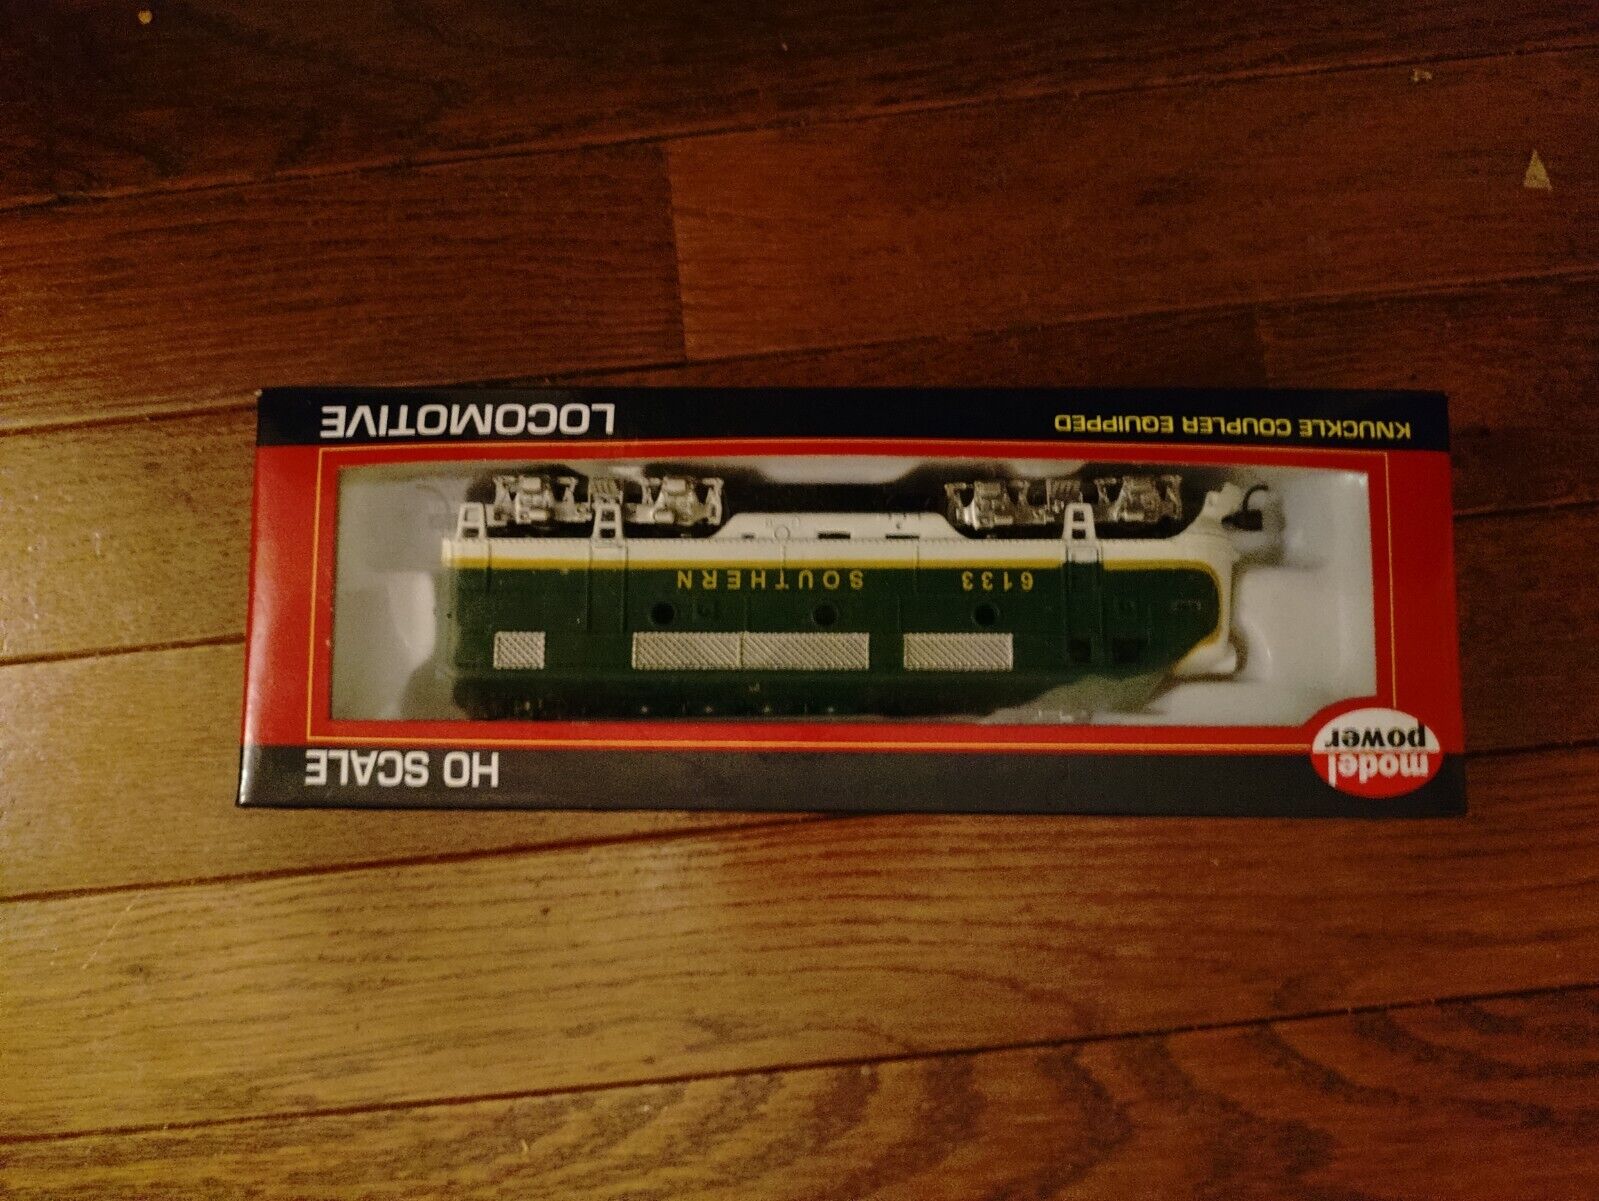 model
power
HO SCALE
6133 SOUTHERN
KNUCKLE COUPLER EQUIPPED
LOCOMOTIVE